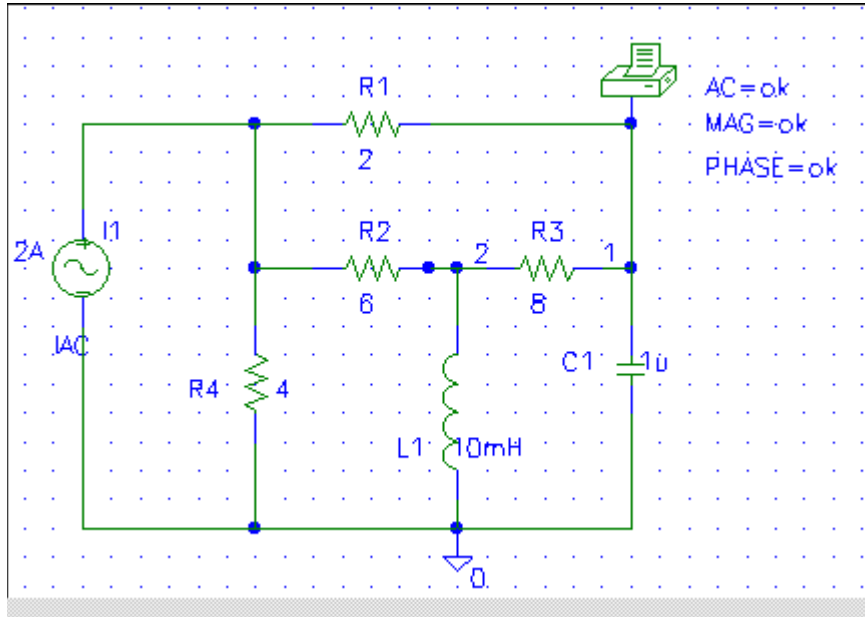 R1
AC=ok
MAG=ok
2
PHASE=ok
I1
2A
R2
2
R3
1
6
8
IAC
C1
1u
R4
4
L1
10mH
0